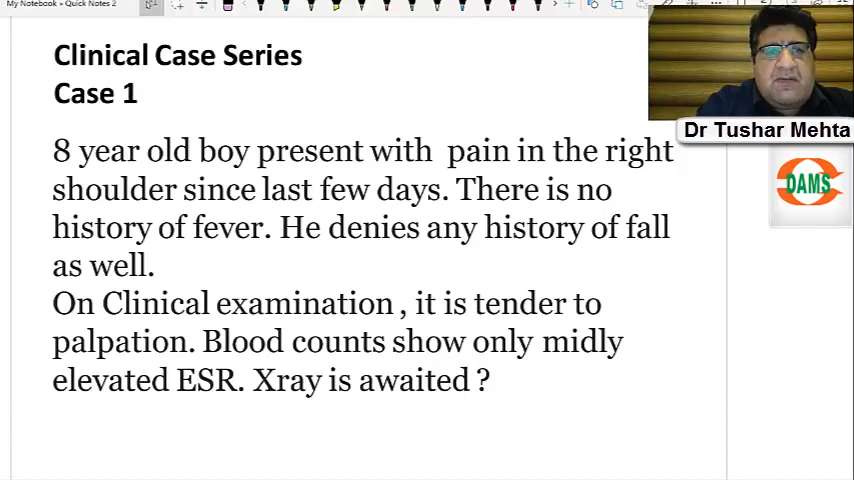 My Notebook » Quick Notes 2
Clinical Case Series
Case 1
Dr Tushar Mehta
DAMS
8 year old boy present with pain in the right
shoulder since last few days. There is no
history of fever. He denies any history of fall
as well.
On Clinical examination , it is tender to
palpation. Blood counts show only midly
elevated ESR. Xray is awaited ?